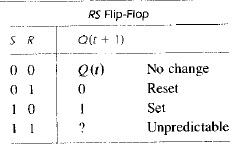 RS Flip-Flop
S R Q(t + 1)
0 0 Q(t) No change
0 1 0 Reset
1 0 1 Set
1 1 ? Unpredictable